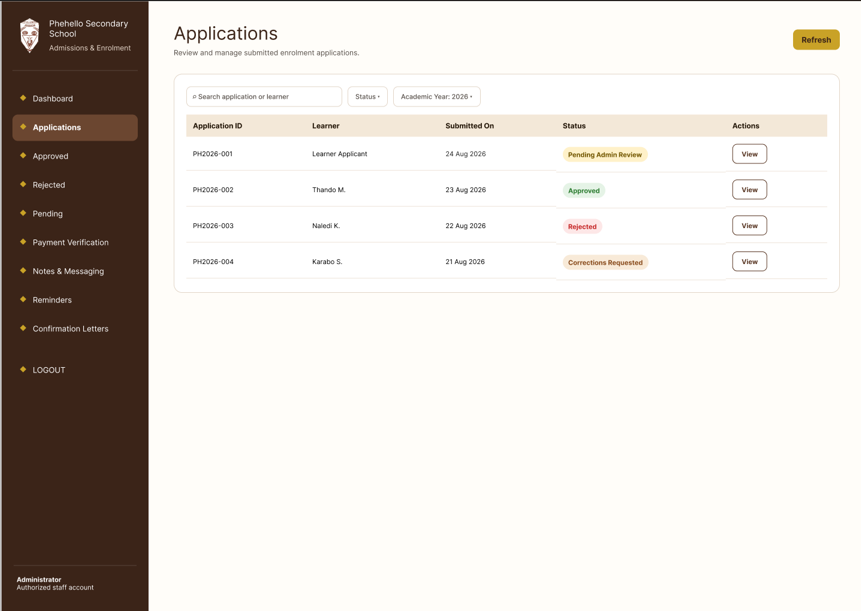 Phehello Secondary
School
Admissions & Enrolment
Dashboard
Applications
Approved
Rejected
Pending
Payment Verification
Notes & Messaging
Reminders
Confirmation Letters
LOGOUT
Administrator
Authorized staff account
Applications
Review and manage submitted enrolment applications.
Refresh
Search application or learner
Status
Academic Year: 2026
Application ID Learner Submitted On Status Actions
PH2026-001 Learner Applicant 24 Aug 2026 Pending Admin Review View
PH2026-002 Thando M. 23 Aug 2026 Approved View
PH2026-003 Naledi K. 22 Aug 2026 Rejected View
PH2026-004 Karabo S. 21 Aug 2026 Corrections Requested View